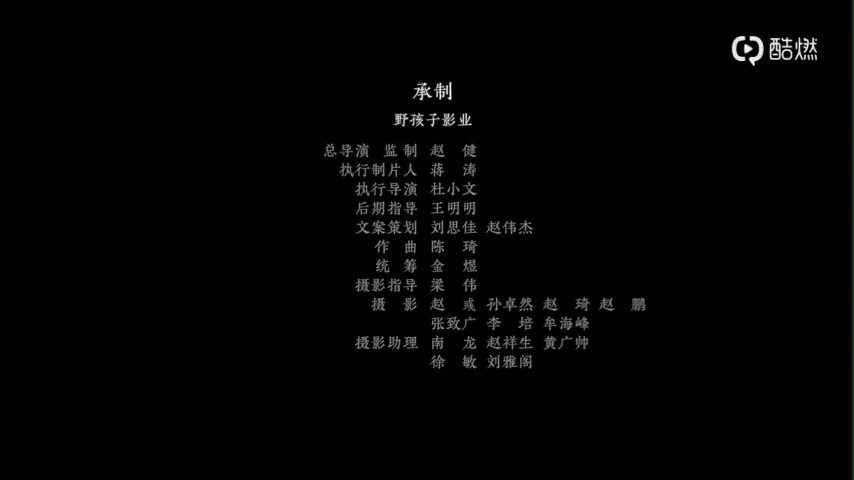 酷燃
承制
野孩子影业
总导演 监制 赵 健
执行制片人 蒋 涛
执行导演 杜小文
后期指导 王明明
文案策划 刘思佳 赵伟杰
作 曲 陈 琦
统 筹 金 煜
摄影指导 梁 伟
摄 影 赵 彧 孙卓然 赵 琦 赵 鹏
张致广 李 培 牟海峰
摄影助理 南 龙 赵祥生 黄广帅
徐 敏 刘雅阁